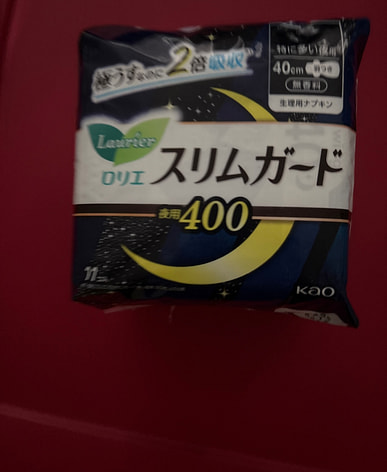 極うすなのに2倍吸収
特に多い夜用
40cm 羽つき
無香料
生理用ナプキン
Laurier
ロリエ
スリムガード
夜用400
11
Kao